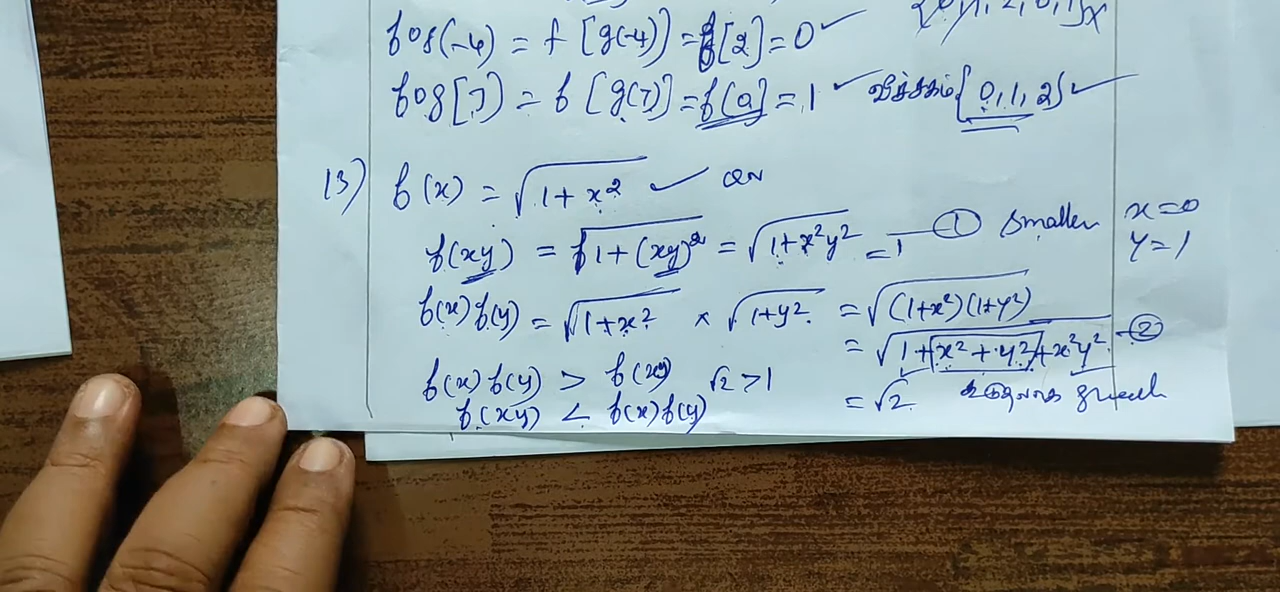 fog(-4) = f[g(-4)] = f[2] = 0 ✓
fog[7] = f[g(7)] = f(0] = 1 ✓ வீச்சகம் {0, 1, 2} ✓
13) f(x) = √(1 + x²) ✓
f(xy) = √(1 + (xy)²) = √(1 + x²y²) = 1 — ① smaller x = 0
y = 1
f(x)f(y) = √(1 + x²) × √(1 + y²) = √((1+x²)(1+y²))
= √(1 + x² + y² + x²y²) — ②
f(x)f(y) > f(xy) √2 > 1
= √2
f(xy) < f(x)f(y)